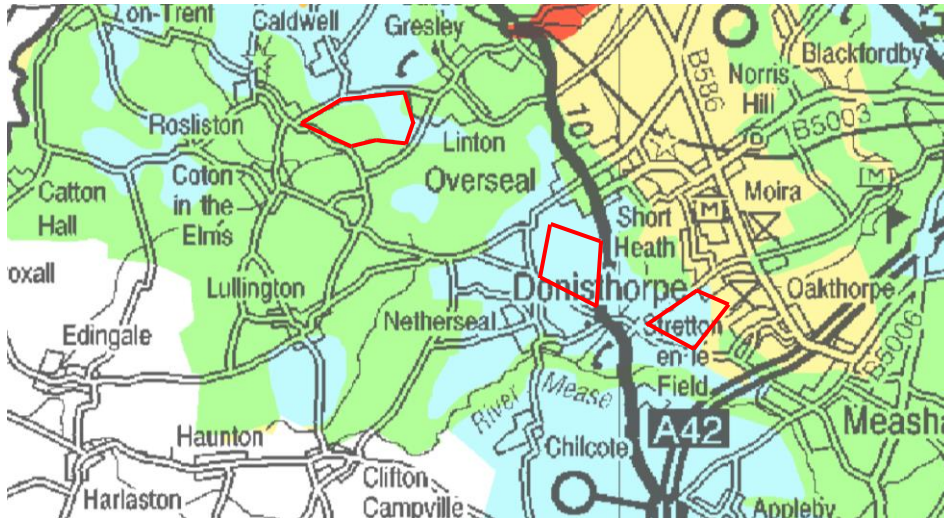 on-Trent
Caldwell
Gresley
B586
Blackfordby
Norris
Hill
Rosliston
Linton
10
B5003
Coton
in the
Elms
Overseal
Moira
M
M
Catton
Hall
Short
Heath
oxall
Lullington
Donisthorpe
Oakthorpe
Netherseal
Edingale
Stretton
en le
Field
B5006
River Mease
A42
Measha
Haunton
Chilcote
Clifton
Campville
Harlaston
Appleby